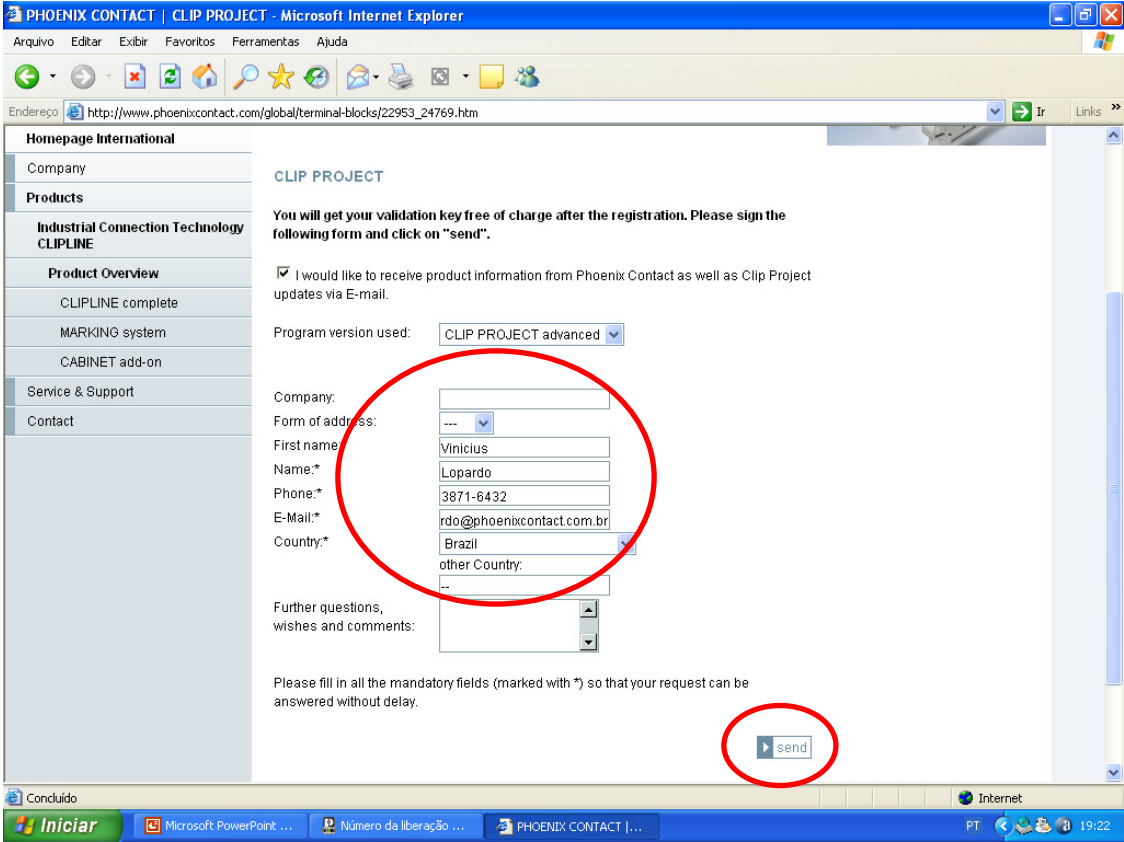 PHOENIX CONTACT | CLIP PROJECT - Microsoft Internet Explorer
Arquivo Editar Exibir Favoritos Ferramentas Ajuda
Endereço http://www.phoenixcontact.com/global/terminal-blocks/22953_24769.htm Ir Links »
Homepage International
Company
Products
Industrial Connection Technology
CLIPLINE
Product Overview
CLIPLINE complete
MARKING system
CABINET add-on
Service & Support
Contact
CLIP PROJECT
You will get your validation key free of charge after the registration. Please sign the
following form and click on "send".
I would like to receive product information from Phoenix Contact as well as Clip Project
updates via E-mail.
Program version used: CLIP PROJECT advanced
Company:
Form of address: ---
First name: Vinicius
Name:* Lopardo
Phone:* 3871-6432
E-Mail:* rdo@phoenixcontact.com.br
Country:* Brazil
other Country:
--
Further questions,
wishes and comments:
Please fill in all the mandatory fields (marked with *) so that your request can be
answered without delay.
send
Concluído Internet
Iniciar Microsoft PowerPoint ... Número da liberação ... PHOENIX CONTACT |... PT 19:22